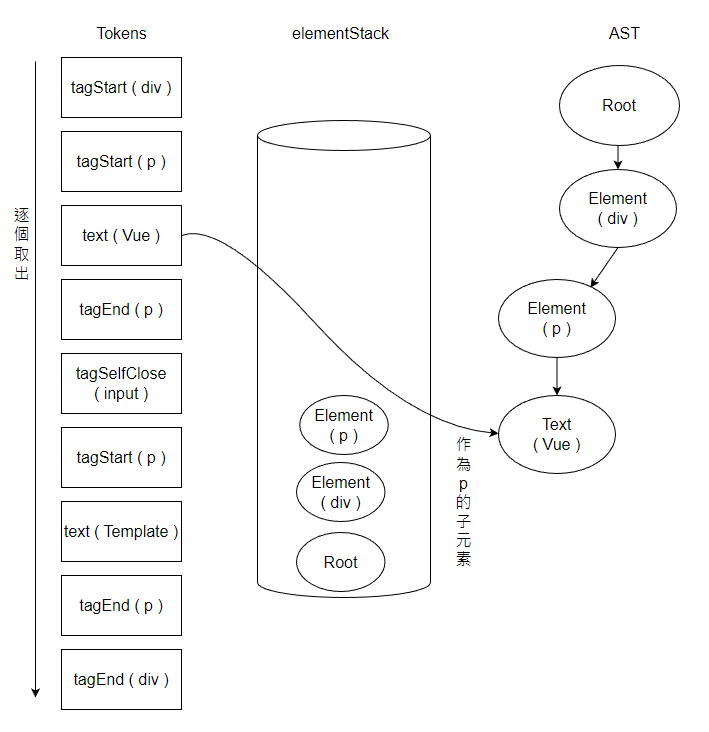 Tokens
elementStack
AST
逐個取出
tagStart ( div )
tagStart ( p )
text ( Vue )
tagEnd ( p )
tagSelfClose
( input )
tagStart ( p )
text ( Template )
tagEnd ( p )
tagEnd ( div )
Element
( p )
Element
( div )
Root
作為p的子元素
Root
Element
( div )
Element
( p )
Text
( Vue )